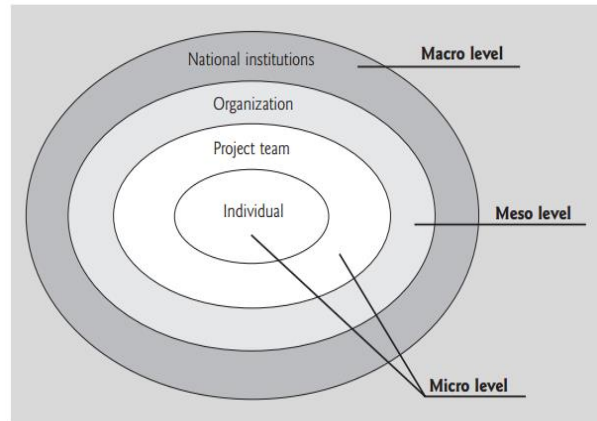 National institutions
Macro level
Organization
Project team
Individual
Meso level
Micro level